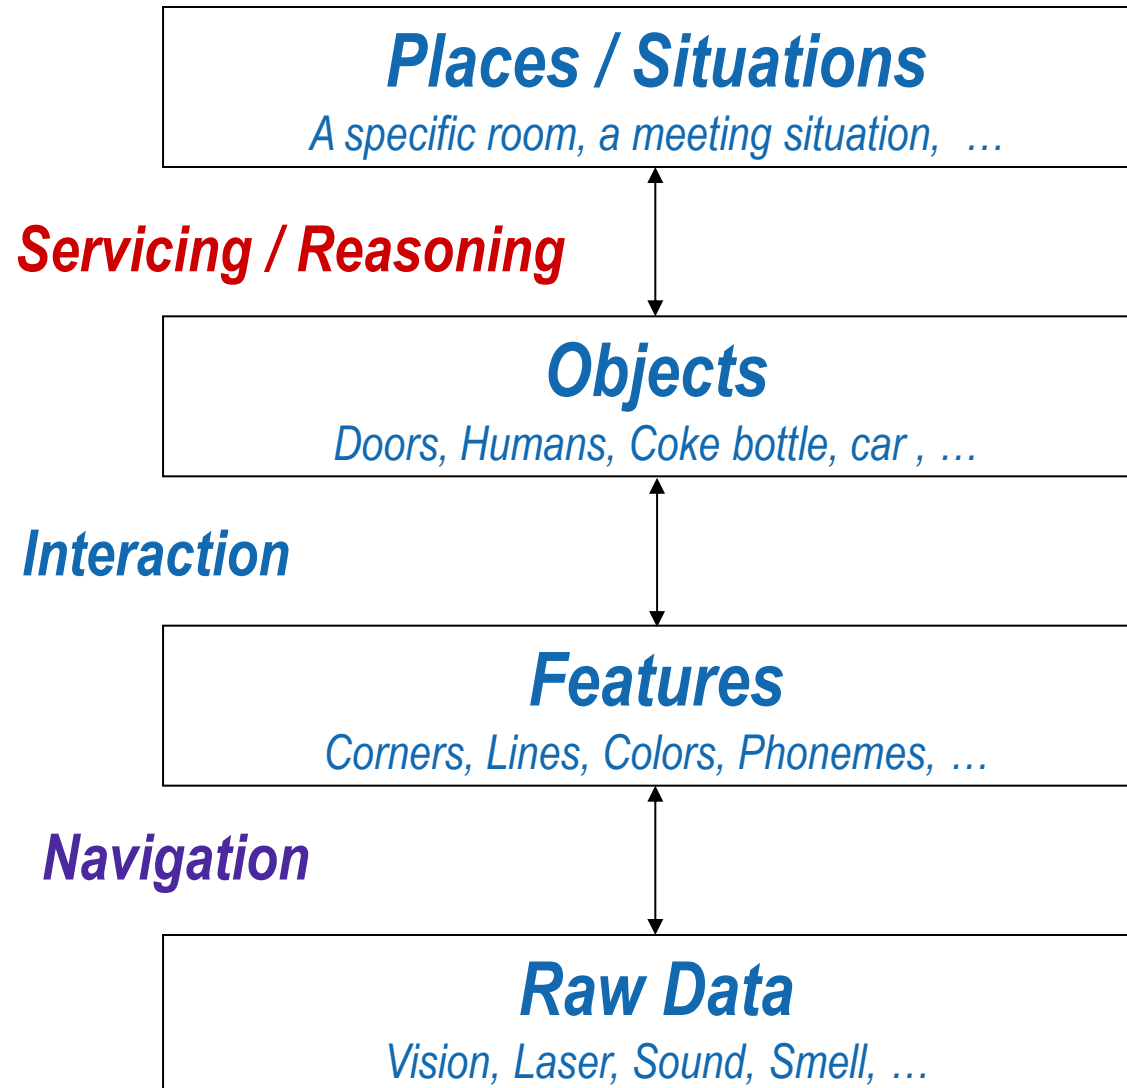 Places / Situations
A specific room, a meeting situation, …
Servicing / Reasoning
Objects
Doors, Humans, Coke bottle, car , …
Interaction
Features
Corners, Lines, Colors, Phonemes, …
Navigation
Raw Data
Vision, Laser, Sound, Smell, …